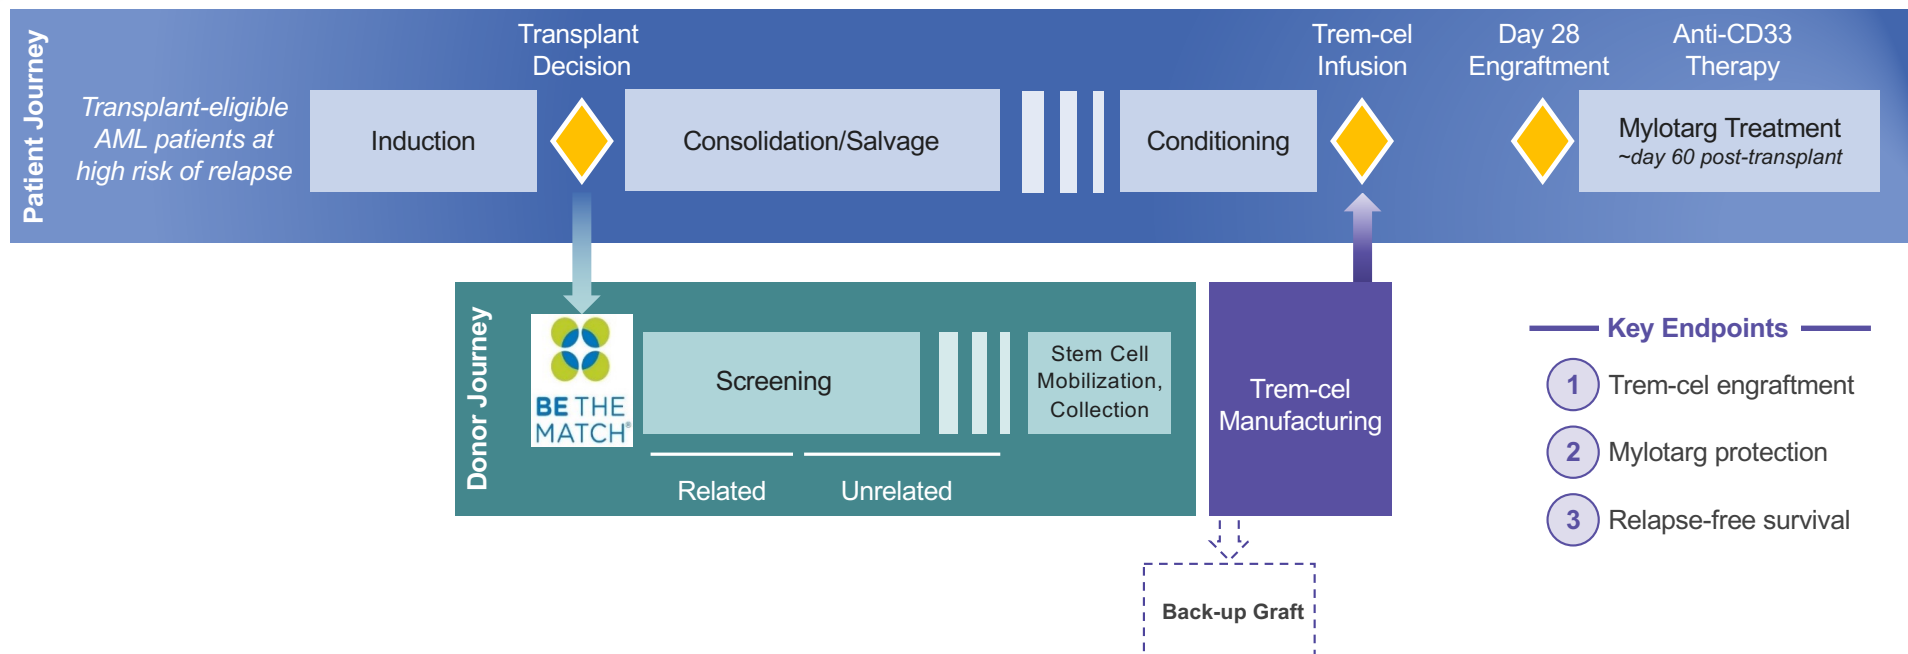 Patient Journey
Transplant-eligible
AML patients at
high risk of relapse
Induction
Transplant
Decision
Consolidation/Salvage
Conditioning
Trem-cel
Infusion
Day 28
Engraftment
Anti-CD33
Therapy
Mylotarg Treatment
~day 60 post-transplant
Donor Journey
BE THE
MATCH®
Screening
Related
Unrelated
Stem Cell
Mobilization,
Collection
Trem-cel
Manufacturing
Back-up Graft
Key Endpoints
1 Trem-cel engraftment
2 Mylotarg protection
3 Relapse-free survival